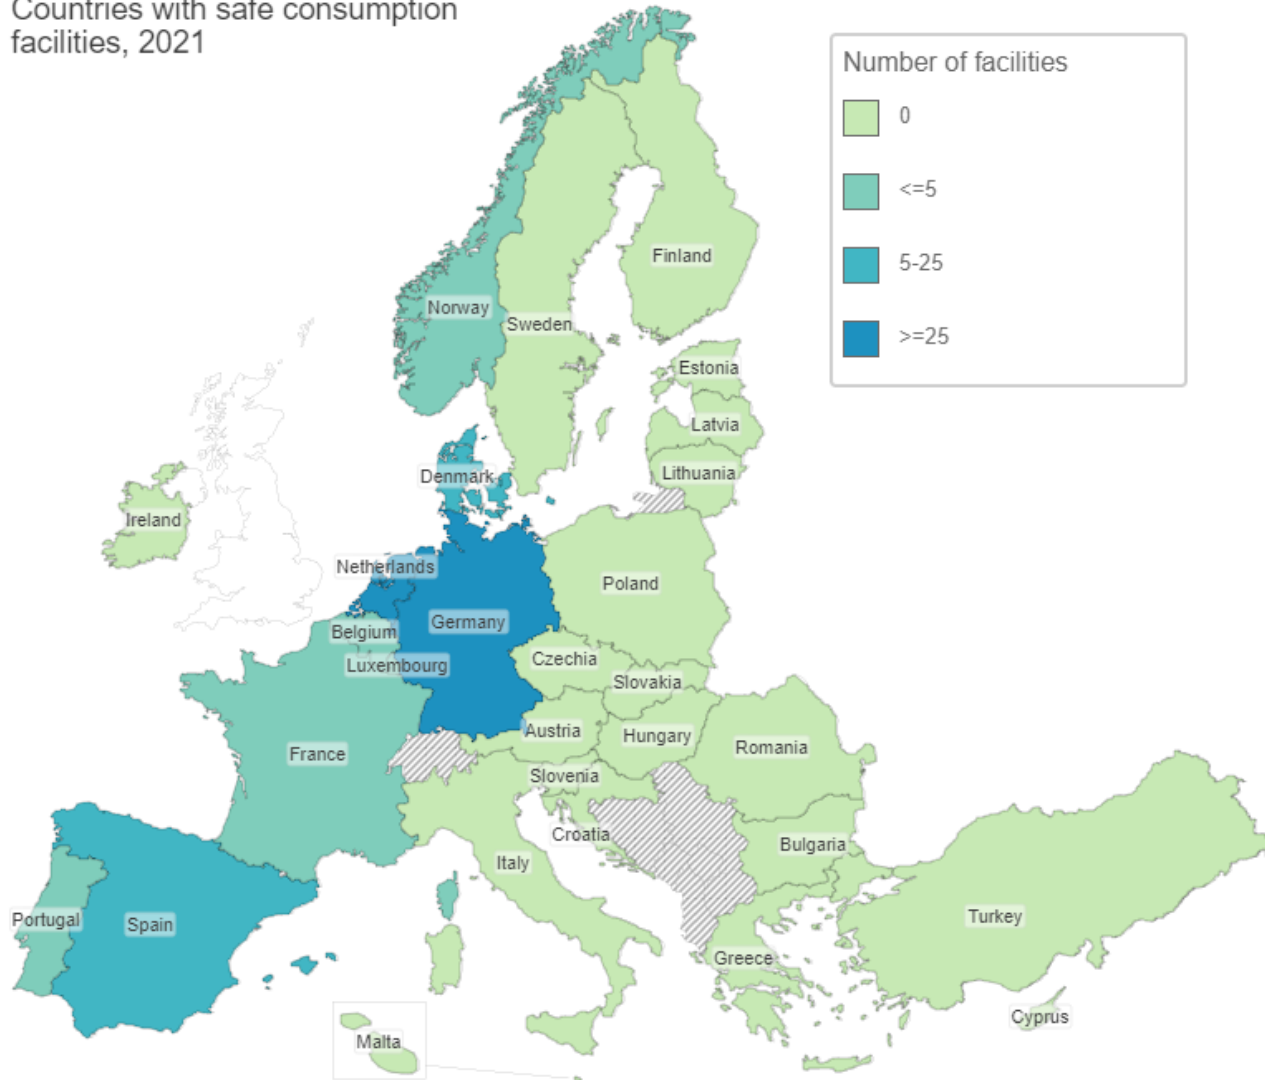 Countries with safe consumption
facilities, 2021
Number of facilities
0
<=5
5-25
>=25
Finland
Norway
Sweden
Estonia
Latvia
Lithuania
Denmark
Ireland
Netherlands
Poland
Germany
Belgium
Czechia
Luxembourg
Slovakia
Austria
Hungary
Romania
France
Slovenia
Croatia
Bulgaria
Italy
Portugal
Spain
Turkey
Greece
Cyprus
Malta